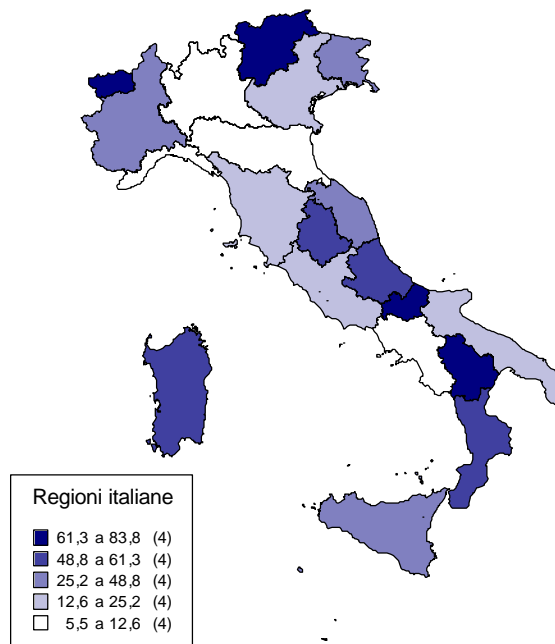 Regioni italiane
61,3 a 83,8 (4)
48,8 a 61,3 (4)
25,2 a 48,8 (4)
12,6 a 25,2 (4)
5,5 a 12,6 (4)